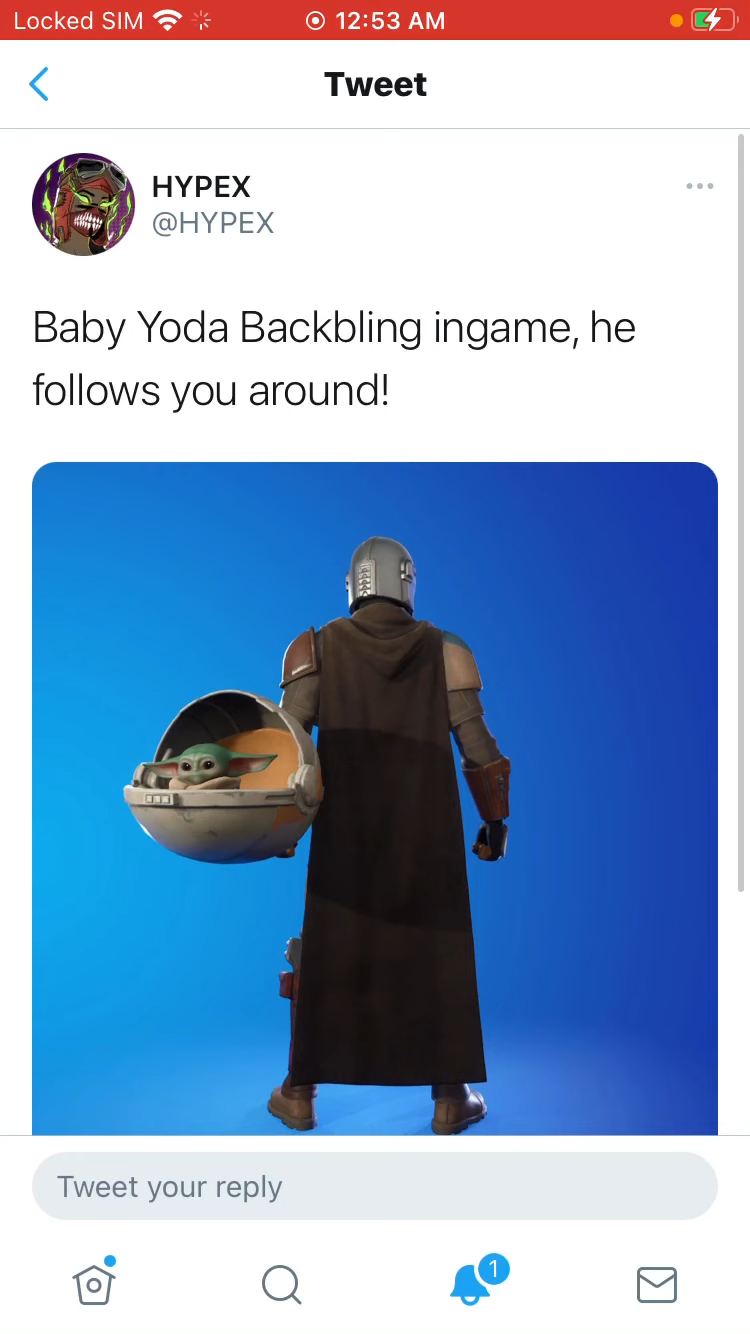 Locked SIM 12:53 AM
Tweet
HYPEX
@HYPEX
Baby Yoda Backbling ingame, he
follows you around!
Tweet your reply
1